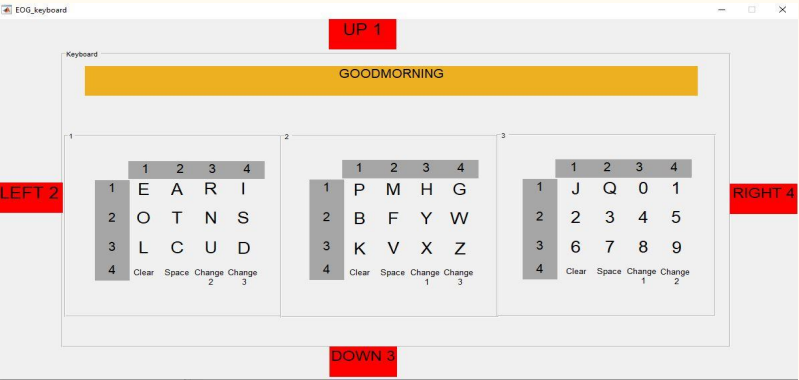 EOG_keyboard
UP 1
Keyboard
GOODMORNING
1
1 2 3 4
1 E A R I
2 O T N S
3 L C U D
4 Clear Space Change 2 Change 3
2
1 2 3 4
1 P M H G
2 B F Y W
3 K V X Z
4 Clear Space Change 1 Change 3
3
1 2 3 4
1 J Q 0 1
2 2 3 4 5
3 6 7 8 9
4 Clear Space Change 1 Change 2
LEFT 2
RIGHT 4
DOWN 3